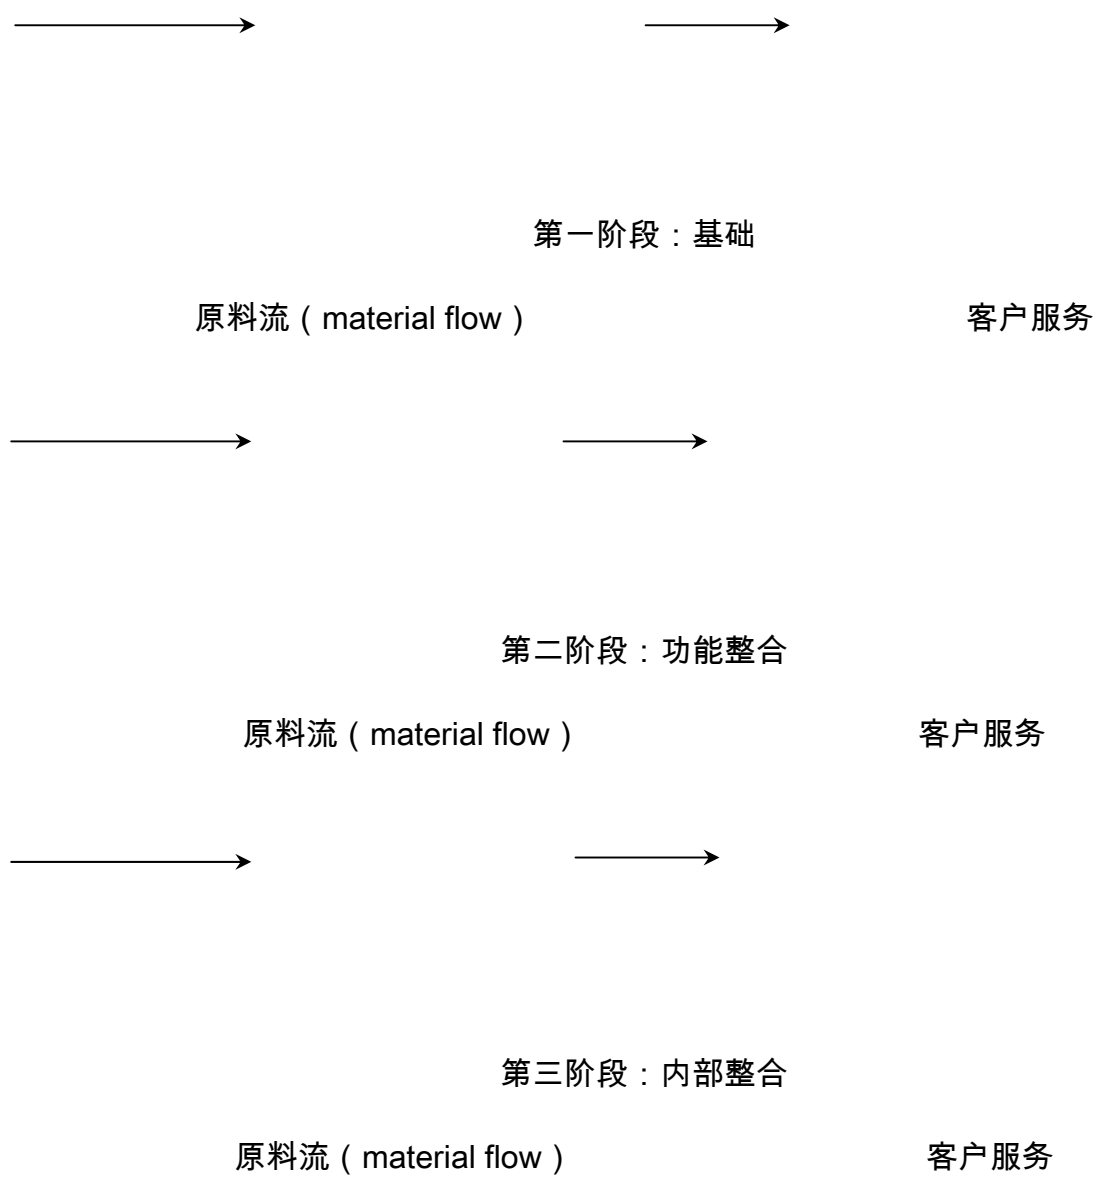 第一阶段：基础
原料流（material flow） 客户服务
第二阶段：功能整合
原料流（material flow） 客户服务
第三阶段：内部整合
原料流（material flow） 客户服务